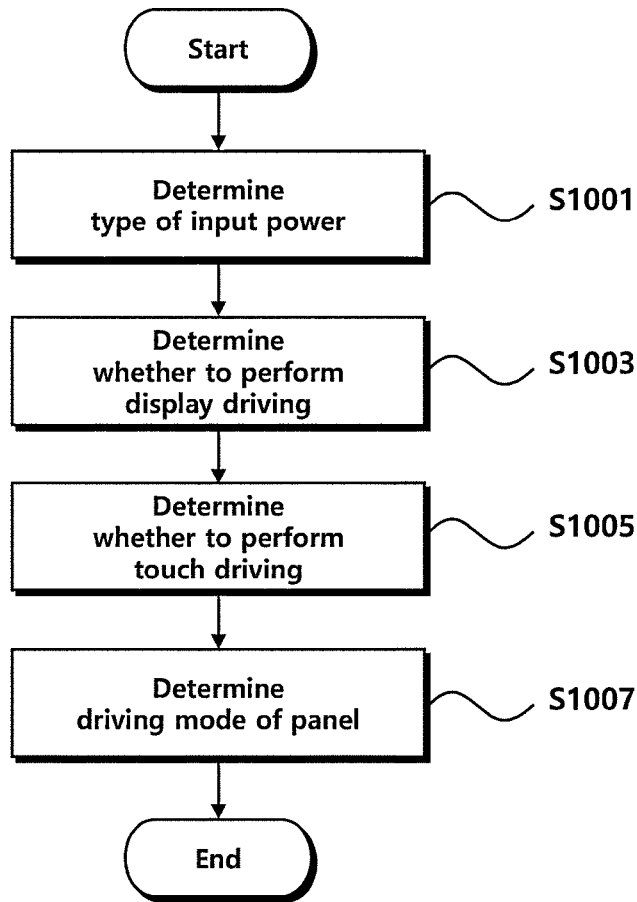 Start
Determine
type of input power
S1001
Determine
whether to perform
display driving
S1003
Determine
whether to perform
touch driving
S1005
Determine
driving mode of panel
S1007
End